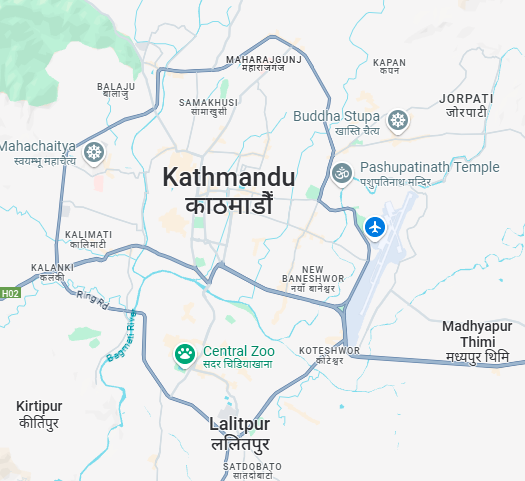 MAHARAJGUNJ
महाराजगंज
KAPAN
कपन
BALAJU
बालाजु
SAMAKHUSI
सामाखुसी
JORPATI
जोरपाटी
Buddha Stupa
खास्ति चैत्य
Mahachaitya
स्वयम्भू महाचैत्य
Pashupatinath Temple
पशुपतिनाथ मन्दिर
Kathmandu
काठमाडौं
KALIMATI
कालिमाटी
KALANKI
कलंकी
H02
Ring Rd
NEW
BANESHWOR
नयाँ बानेश्वर
Bagmati River
Madhyapur
Thimi
मध्यपुर थिमि
KOTESHWOR
कोटेश्वर
Central Zoo
सदर चिडियाखाना
Kirtipur
कीर्तिपुर
Lalitpur
ललितपुर
SATDOBATO
सातदोबाटो